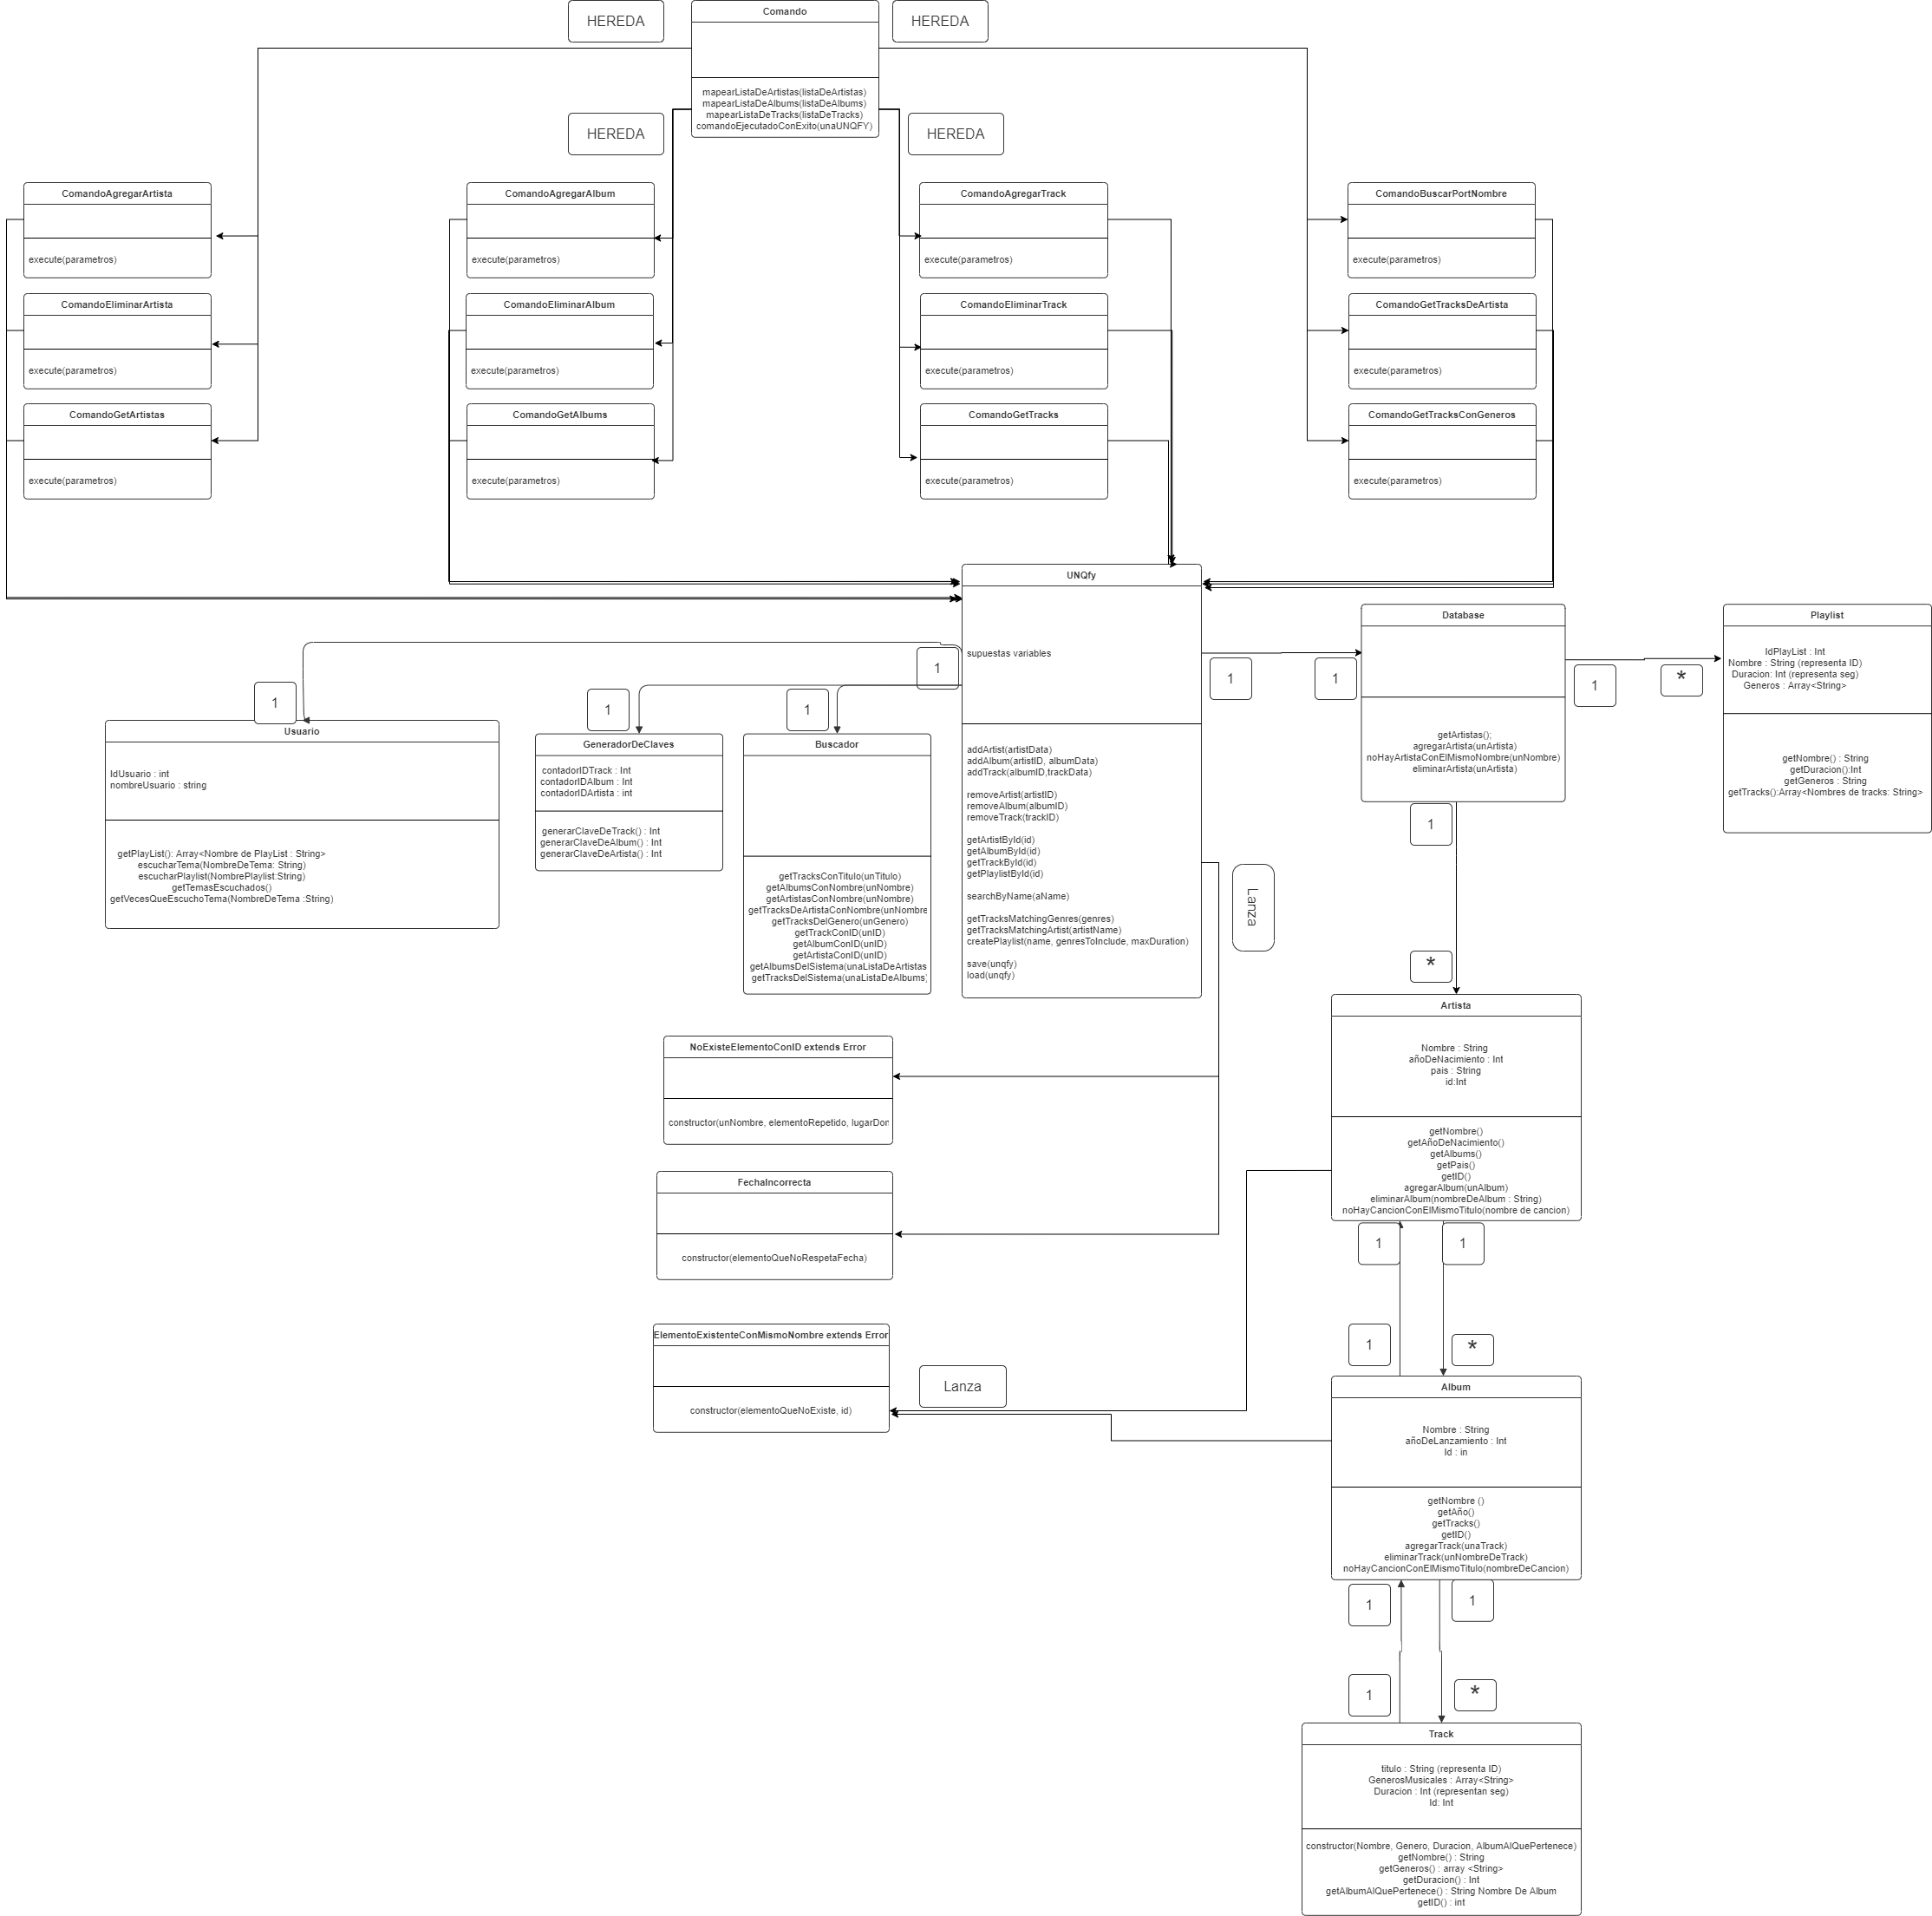 HEREDA
Comando
HEREDA
mapearListaDeArtistas(listaDeArtistas)
mapearListaDeAlbums(listaDeAlbums)
mapearListaDeTracks(listaDeTracks)
comandoEjecutadoConExito(unaUNQFY)
HEREDA
HEREDA
ComandoAgregarArtista
execute(parametros)
ComandoAgregarAlbum
execute(parametros)
ComandoAgregarTrack
execute(parametros)
ComandoBuscarPortNombre
execute(parametros)
ComandoEliminarArtista
execute(parametros)
ComandoEliminarAlbum
execute(parametros)
ComandoEliminarTrack
execute(parametros)
ComandoGetTracksDeArtista
execute(parametros)
ComandoGetArtistas
execute(parametros)
ComandoGetAlbums
execute(parametros)
ComandoGetTracks
execute(parametros)
ComandoGetTracksConGeneros
execute(parametros)
UNQfy
supuestas variables
addArtist(artistData)
addAlbum(artistID, albumData)
addTrack(albumID,trackData)
removeArtist(artistID)
removeAlbum(albumID)
removeTrack(trackID)
getArtistById(id)
getAlbumById(id)
getTrackById(id)
getPlaylistById(id)
searchByName(aName)
getTracksMatchingGenres(genres)
getTracksMatchingArtist(artistName)
createPlaylist(name, genresToInclude, maxDuration)
save(unqfy)
load(unqfy)
Database
getArtistas();
agregarArtista(unArtista)
noHayArtistaConElMismoNombre(unNombre)
eliminarArtista(unArtista)
Playlist
IdPlayList : Int
Nombre : String (representa ID)
Duracion: Int (representa seg)
Generos : Array<String>
getNombre() : String
getDuracion():Int
getGeneros : String
getTracks():Array<Nombres de tracks: String>
1
1
1
1
*
1
1
1
Usuario
IdUsuario : int
nombreUsuario : string
getPlayList(): Array<Nombre de PlayList : String>
escucharTema(NombreDeTema: String)
escucharPlaylist(NombrePlaylist:String)
getTemasEscuchados()
getVecesQueEscuchoTema(NombreDeTema :String)
GeneradorDeClaves
contadorIDTrack : Int
contadorIDAlbum : Int
contadorIDArtista : int
generarClaveDeTrack() : Int
generarClaveDeAlbum() : Int
generarClaveDeArtista() : Int
Buscador
getTracksConTitulo(unTitulo)
getAlbumsConNombre(unNombre)
getArtistasConNombre(unNombre)
getTracksDeArtistaConNombre(unNombre
getTracksDelGenero(unGenero)
getTrackConID(unID)
getAlbumConID(unID)
getArtistaConID(unID)
getAlbumsDelSistema(unaListaDeArtistas
getTracksDelSistema(unaListaDeAlbums)
1
Lanza
*
NoExisteElementoConID extends Error
constructor(unNombre, elementoRepetido, lugarDon
FechaIncorrecta
constructor(elementoQueNoRespetaFecha)
ElementoExistenteConMismoNombre extends Error
constructor(elementoQueNoExiste, id)
Lanza
Artista
Nombre : String
añoDeNacimiento : Int
pais : String
id:Int
getNombre()
getAñoDeNacimiento()
getAlbums()
getPais()
getID()
agregarAlbum(unAlbum)
eliminarAlbum(nombreDeAlbum : String)
noHayCancionConElMismoTitulo(nombre de cancion)
1
1
1
*
Album
Nombre : String
añoDeLanzamiento : Int
Id : in
getNombre ()
getAño()
getTracks()
getID()
agregarTrack(unaTrack)
eliminarTrack(unNombreDeTrack)
noHayCancionConElMismoTitulo(nombreDeCancion)
1
1
1
*
Track
titulo : String (representa ID)
GenerosMusicales : Array<String>
Duracion : Int (representan seg)
Id: Int
constructor(Nombre, Genero, Duracion, AlbumAlQuePertenece)
getNombre() : String
getGeneros() : array <String>
getDuracion() : Int
getAlbumAlQuePertenece() : String Nombre De Album
getID() : int